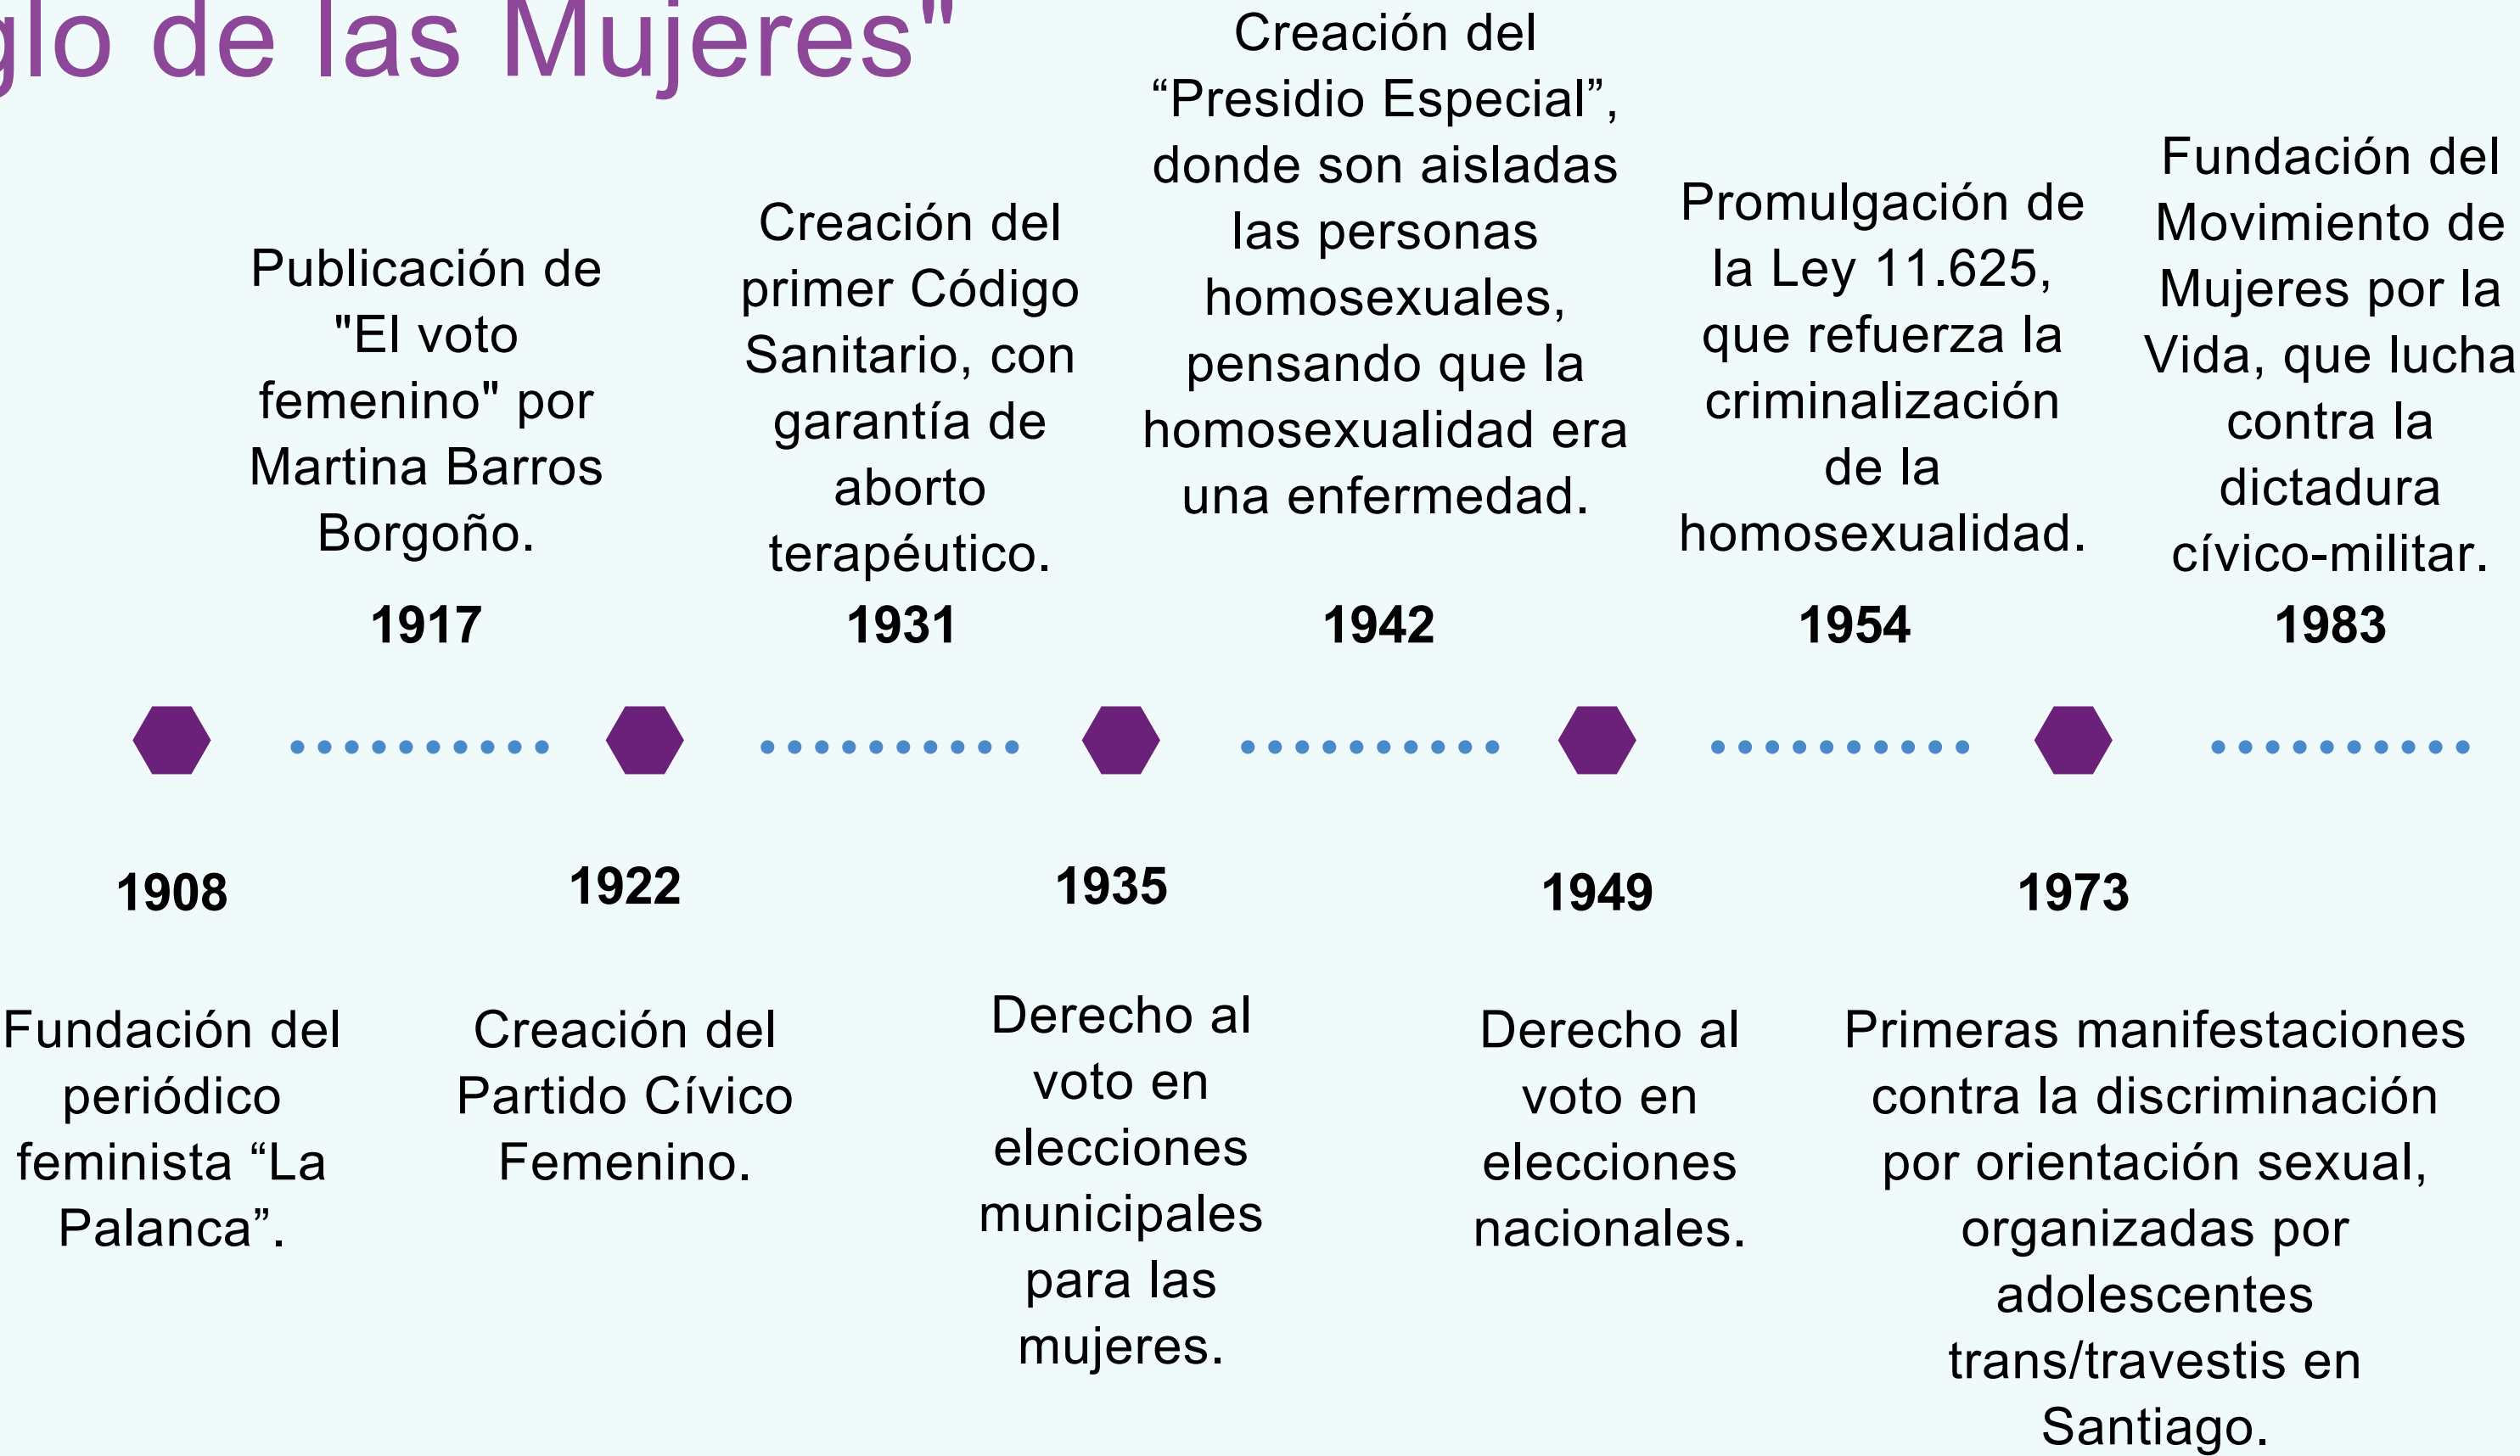 glo de las Mujeres"
Publicación de
"El voto
femenino" por
Martina Barros
Borgoño.
1917
Creación del
primer Código
Sanitario, con
garantía de
aborto
terapéutico.
1931
Creación del
“Presidio Especial”,
donde son aisladas
las personas
homosexuales,
pensando que la
homosexualidad era
una enfermedad.
1942
Promulgación de
la Ley 11.625,
que refuerza la
criminalización
de la
homosexualidad.
1954
Fundación del
Movimiento de
Mujeres por la
Vida, que lucha
contra la
dictadura
cívico-militar.
1983
1908
Fundación del
periódico
feminista “La
Palanca”.
1922
Creación del
Partido Cívico
Femenino.
1935
Derecho al
voto en
elecciones
municipales
para las
mujeres.
1949
Derecho al
voto en
elecciones
nacionales.
1973
Primeras manifestaciones
contra la discriminación
por orientación sexual,
organizadas por
adolescentes
trans/travestis en
Santiago.